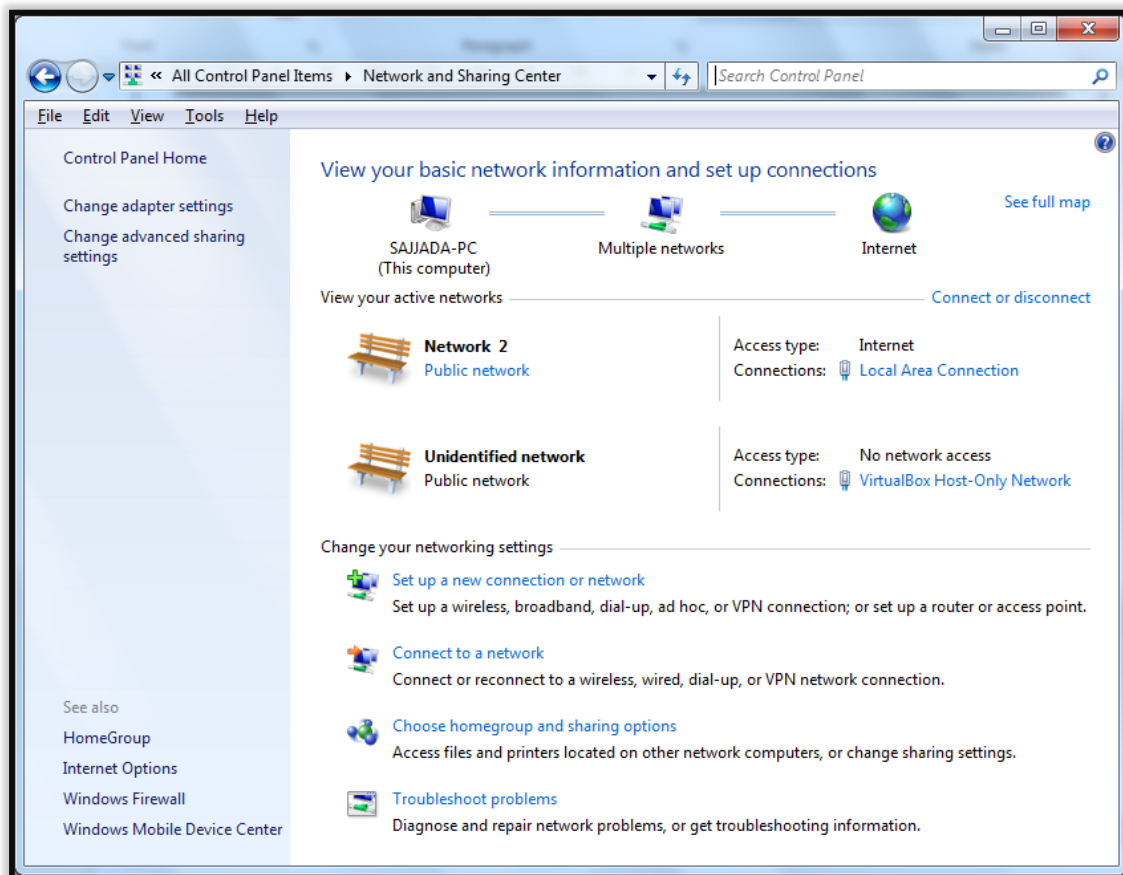 « All Control Panel Items ▸ Network and Sharing Center
Search Control Panel
File Edit View Tools Help
Control Panel Home
Change adapter settings
Change advanced sharing
settings
See also
HomeGroup
Internet Options
Windows Firewall
Windows Mobile Device Center
View your basic network information and set up connections
See full map
SAJJADA-PC
(This computer)
Multiple networks
Internet
View your active networks
Connect or disconnect
Network 2
Public network
Access type: Internet
Connections: Local Area Connection
Unidentified network
Public network
Access type: No network access
Connections: VirtualBox Host-Only Network
Change your networking settings
Set up a new connection or network
Set up a wireless, broadband, dial-up, ad hoc, or VPN connection; or set up a router or access point.
Connect to a network
Connect or reconnect to a wireless, wired, dial-up, or VPN network connection.
Choose homegroup and sharing options
Access files and printers located on other network computers, or change sharing settings.
Troubleshoot problems
Diagnose and repair network problems, or get troubleshooting information.